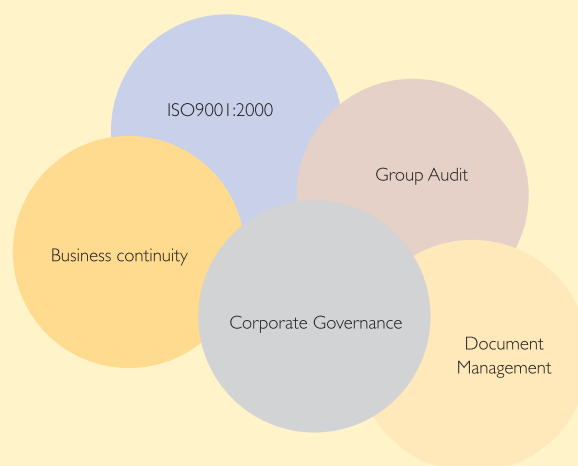 ISO9001:2000
Group Audit
Business continuity
Corporate Governance
Document
Management